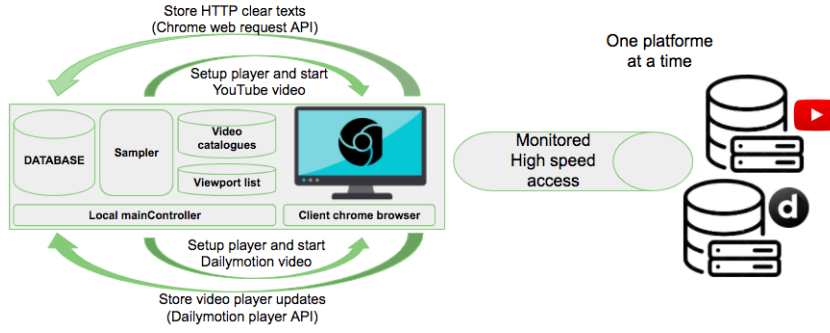 Store HTTP clear texts
(Chrome web request API)
Setup player and start
YouTube video
One platforme
at a time
DATABASE
Sampler
Video
catalogues
Viewport list
Monitored
High speed
access
Local mainController
Client chrome browser
d
Setup player and start
Dailymotion video
Store video player updates
(Dailymotion player API)